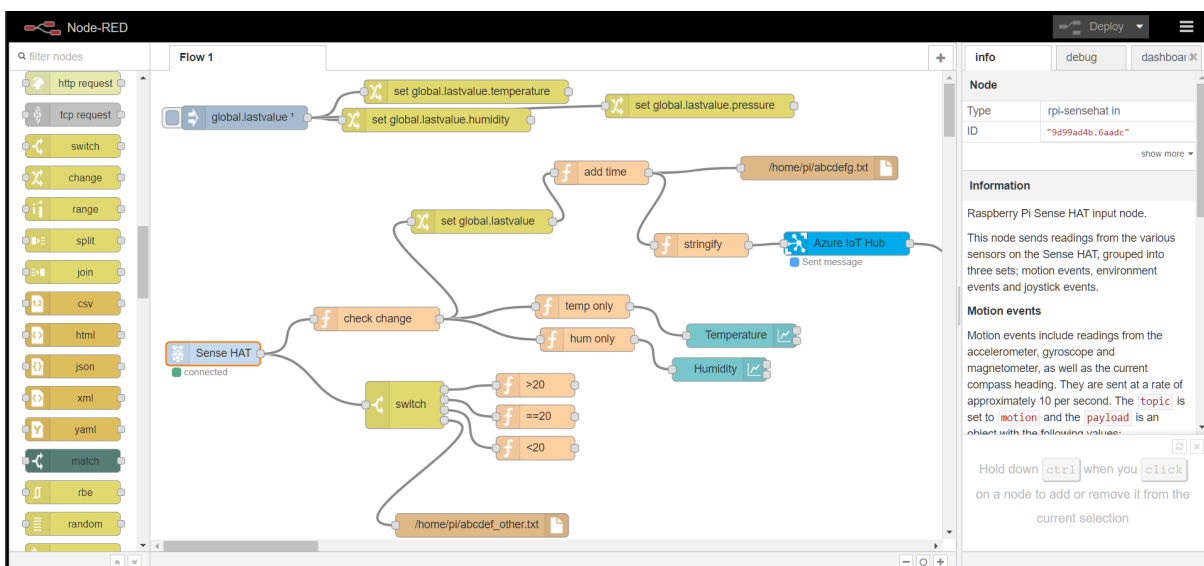 Node-RED
Deploy
filter nodes
http request
tcp request
switch
change
range
split
join
csv
html
json
xml
yaml
match
rbe
random
Flow 1
global.lastvalue ¹
set global.lastvalue.temperature
set global.lastvalue.humidity
set global.lastvalue.pressure
add time
/home/pi/abcdefg.txt
set global.lastvalue
stringify
Azure IoT Hub
Sent message
check change
temp only
hum only
Temperature
Humidity
Sense HAT
connected
switch
>20
==20
<20
/home/pi/abcdef_other.txt
info
debug
dashboar
Node
Type rpi-sensehat in
ID "9d99ad4b.6aadc"
show more
Information
Raspberry Pi Sense HAT input node.
This node sends readings from the various
sensors on the Sense HAT, grouped into
three sets; motion events, environment
events and joystick events.
Motion events
Motion events include readings from the
accelerometer, gyroscope and
magnetometer, as well as the current
compass heading. They are sent at a rate of
approximately 10 per second. The topic is
set to motion and the payload is an
object with the following values:
Hold down ctrl when you click
on a node to add or remove it from the
current selection